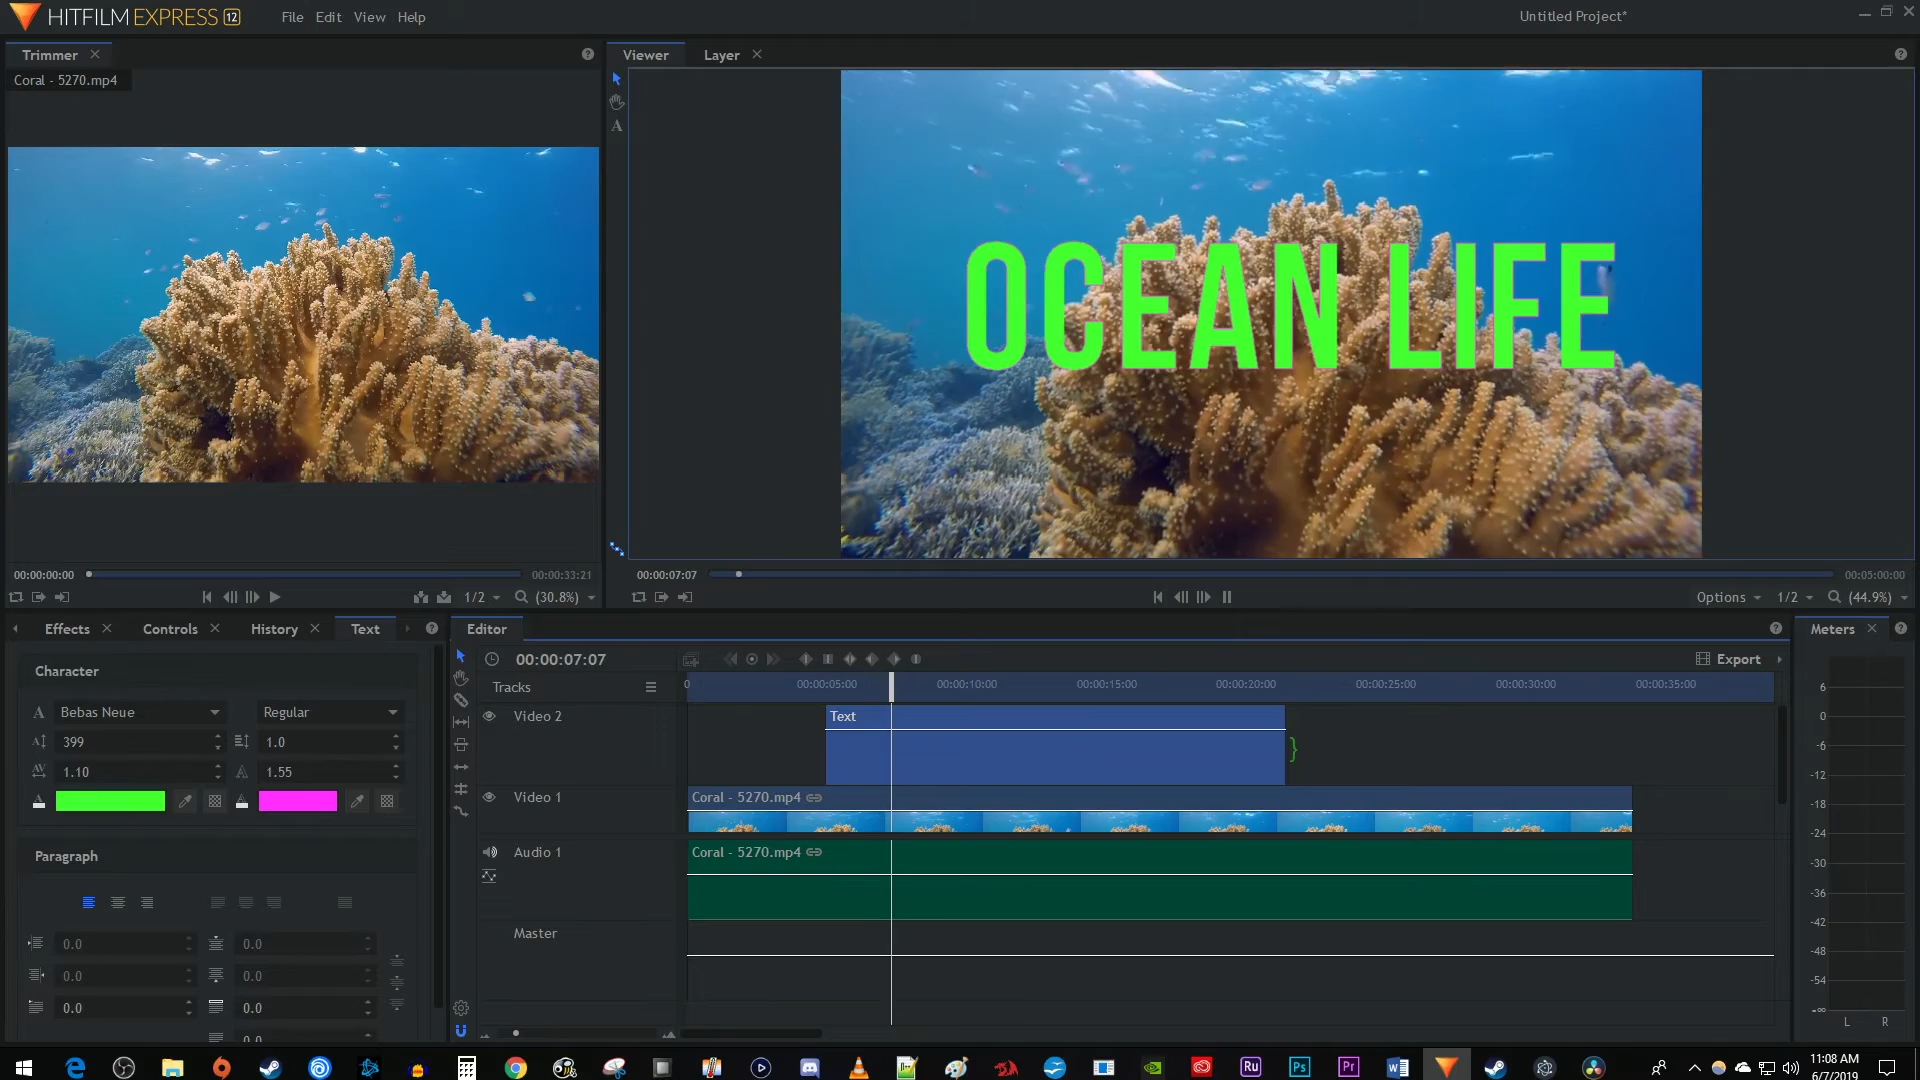 HITFILM EXPRESS 12
File Edit View Help
Untitled Project*
Trimmer
Coral - 5270.mp4
Viewer
Layer
OCEAN LIFE
00:00:00:00
00:00:33:21
1/2
(30.8%)
00:00:07:07
00:05:00:00
Options
1/2
(44.9%)
Effects
Controls
History
Text
Character
A
Bebas Neue
Regular
399
1.0
1.10
1.55
Paragraph
0.0
0.0
0.0
0.0
0.0
0.0
Editor
00:00:07:07
Export
Tracks
0
00:00:05:00
00:00:10:00
00:00:15:00
00:00:20:00
00:00:25:00
00:00:30:00
00:00:35:00
Video 2
Text
Video 1
Coral - 5270.mp4
Audio 1
Coral - 5270.mp4
Master
Meters
6
0
-6
-12
-18
-24
-30
-36
-42
-48
-54
-∞
L R
Ru
Ps
Pr
11:08 AM
6/7/2019